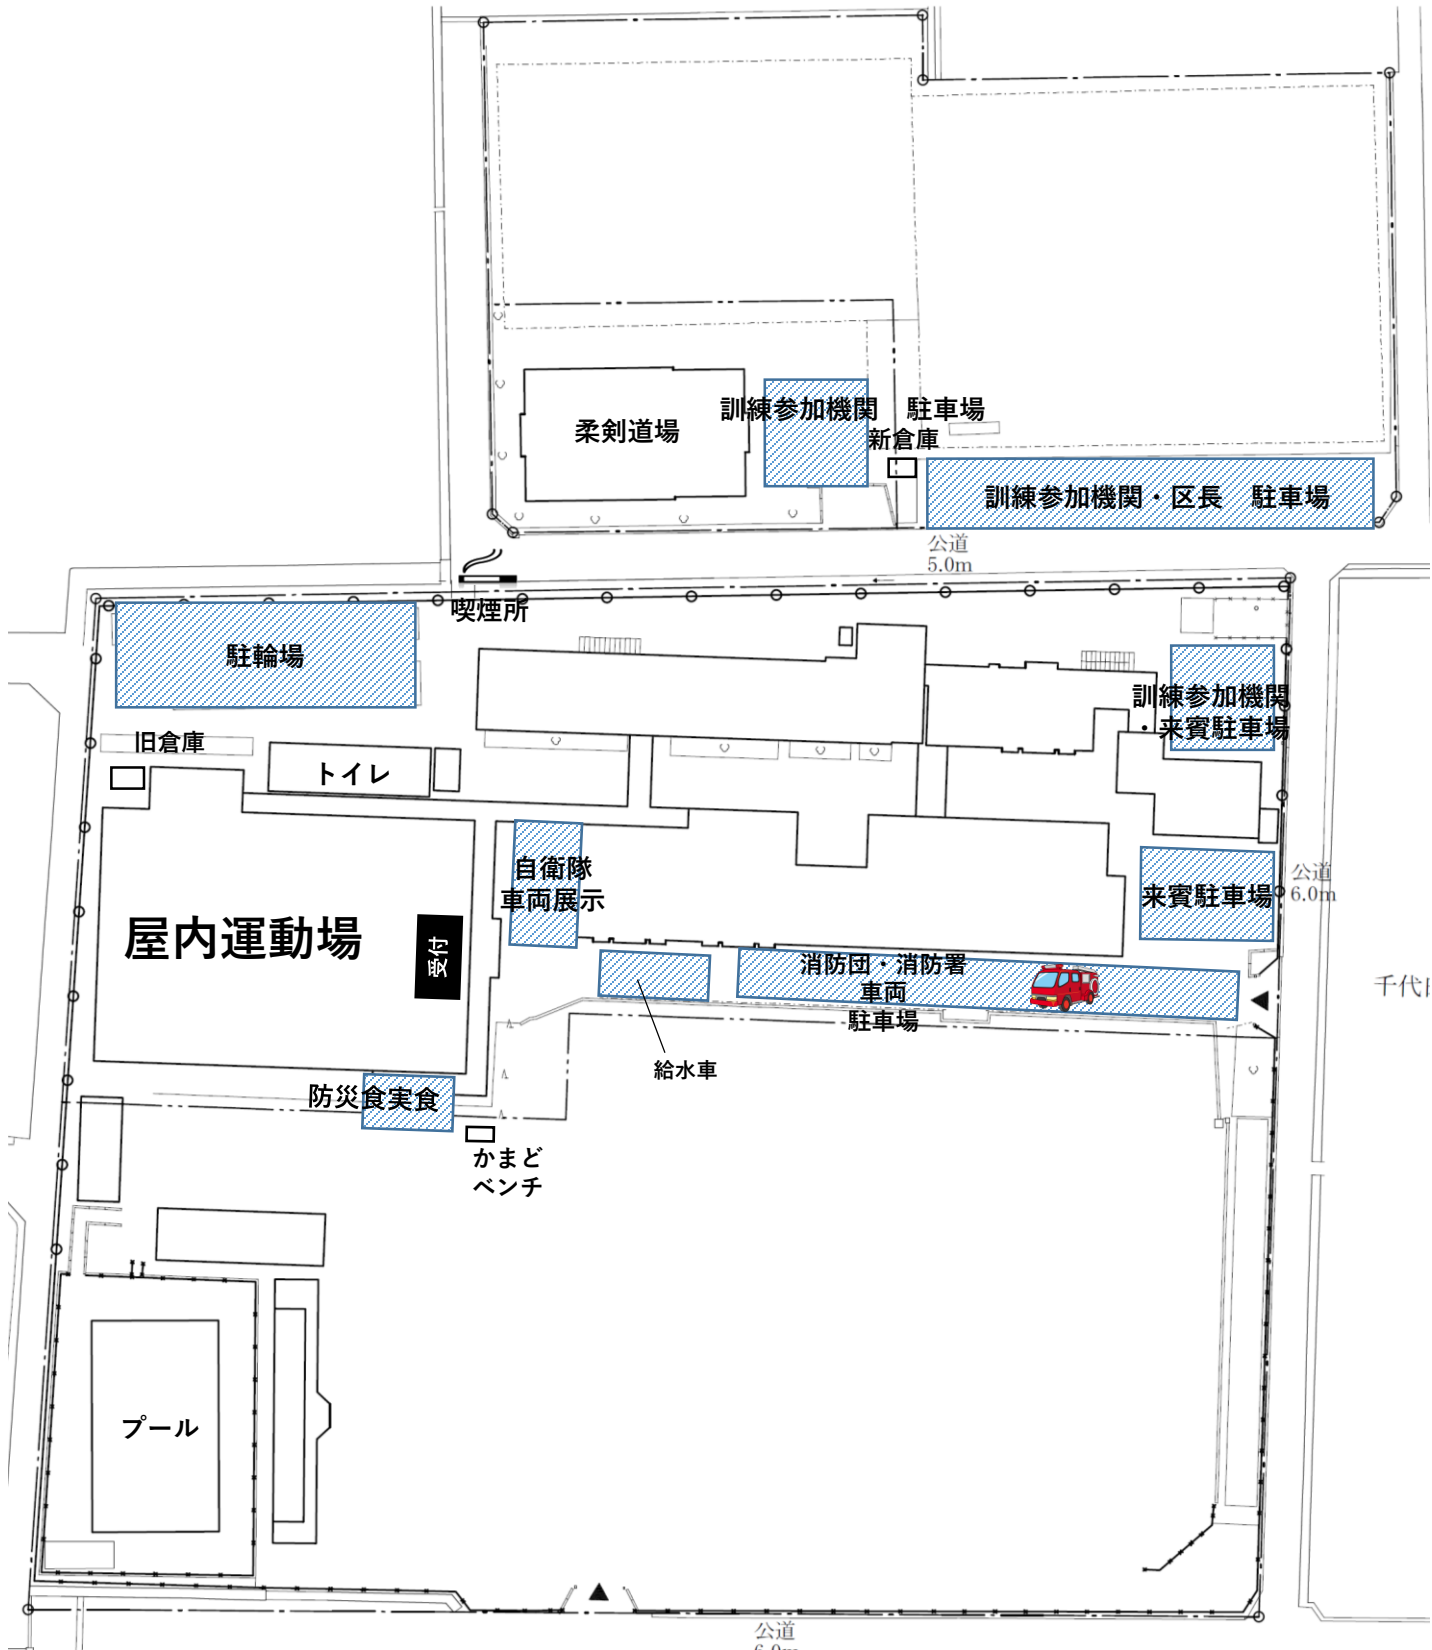 訓練参加機関　駐車場
柔剣道場
新倉庫
訓練参加機関・区長　駐車場
公道
5.0m
喫煙所
駐輪場
訓練参加機関
・来賓駐車場
旧倉庫
トイレ
自衛隊
車両展示
公道
6.0m
来賓駐車場
屋内運動場
受付
消防団・消防署
車両
駐車場
千代
給水車
防災食実食
かまど
ベンチ
プール
公道
6.0m